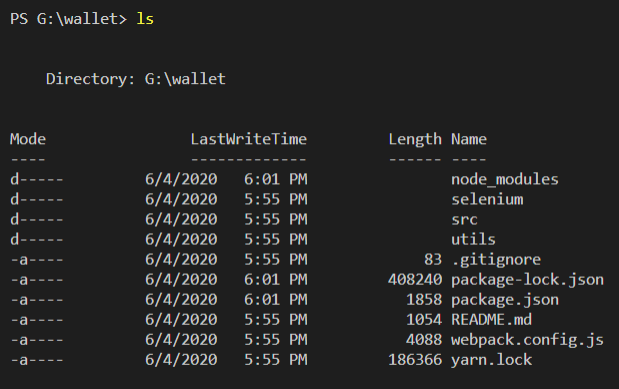 PS G:\wallet> ls
Directory: G:\wallet
Mode LastWriteTime Length Name
---- ------------- ------ ----
d----- 6/4/2020 6:01 PM node_modules
d----- 6/4/2020 5:55 PM selenium
d----- 6/4/2020 5:55 PM src
d----- 6/4/2020 5:55 PM utils
-a---- 6/4/2020 5:55 PM 83 .gitignore
-a---- 6/4/2020 6:01 PM 408240 package-lock.json
-a---- 6/4/2020 6:01 PM 1858 package.json
-a---- 6/4/2020 5:55 PM 1054 README.md
-a---- 6/4/2020 5:55 PM 4088 webpack.config.js
-a---- 6/4/2020 5:55 PM 186366 yarn.lock